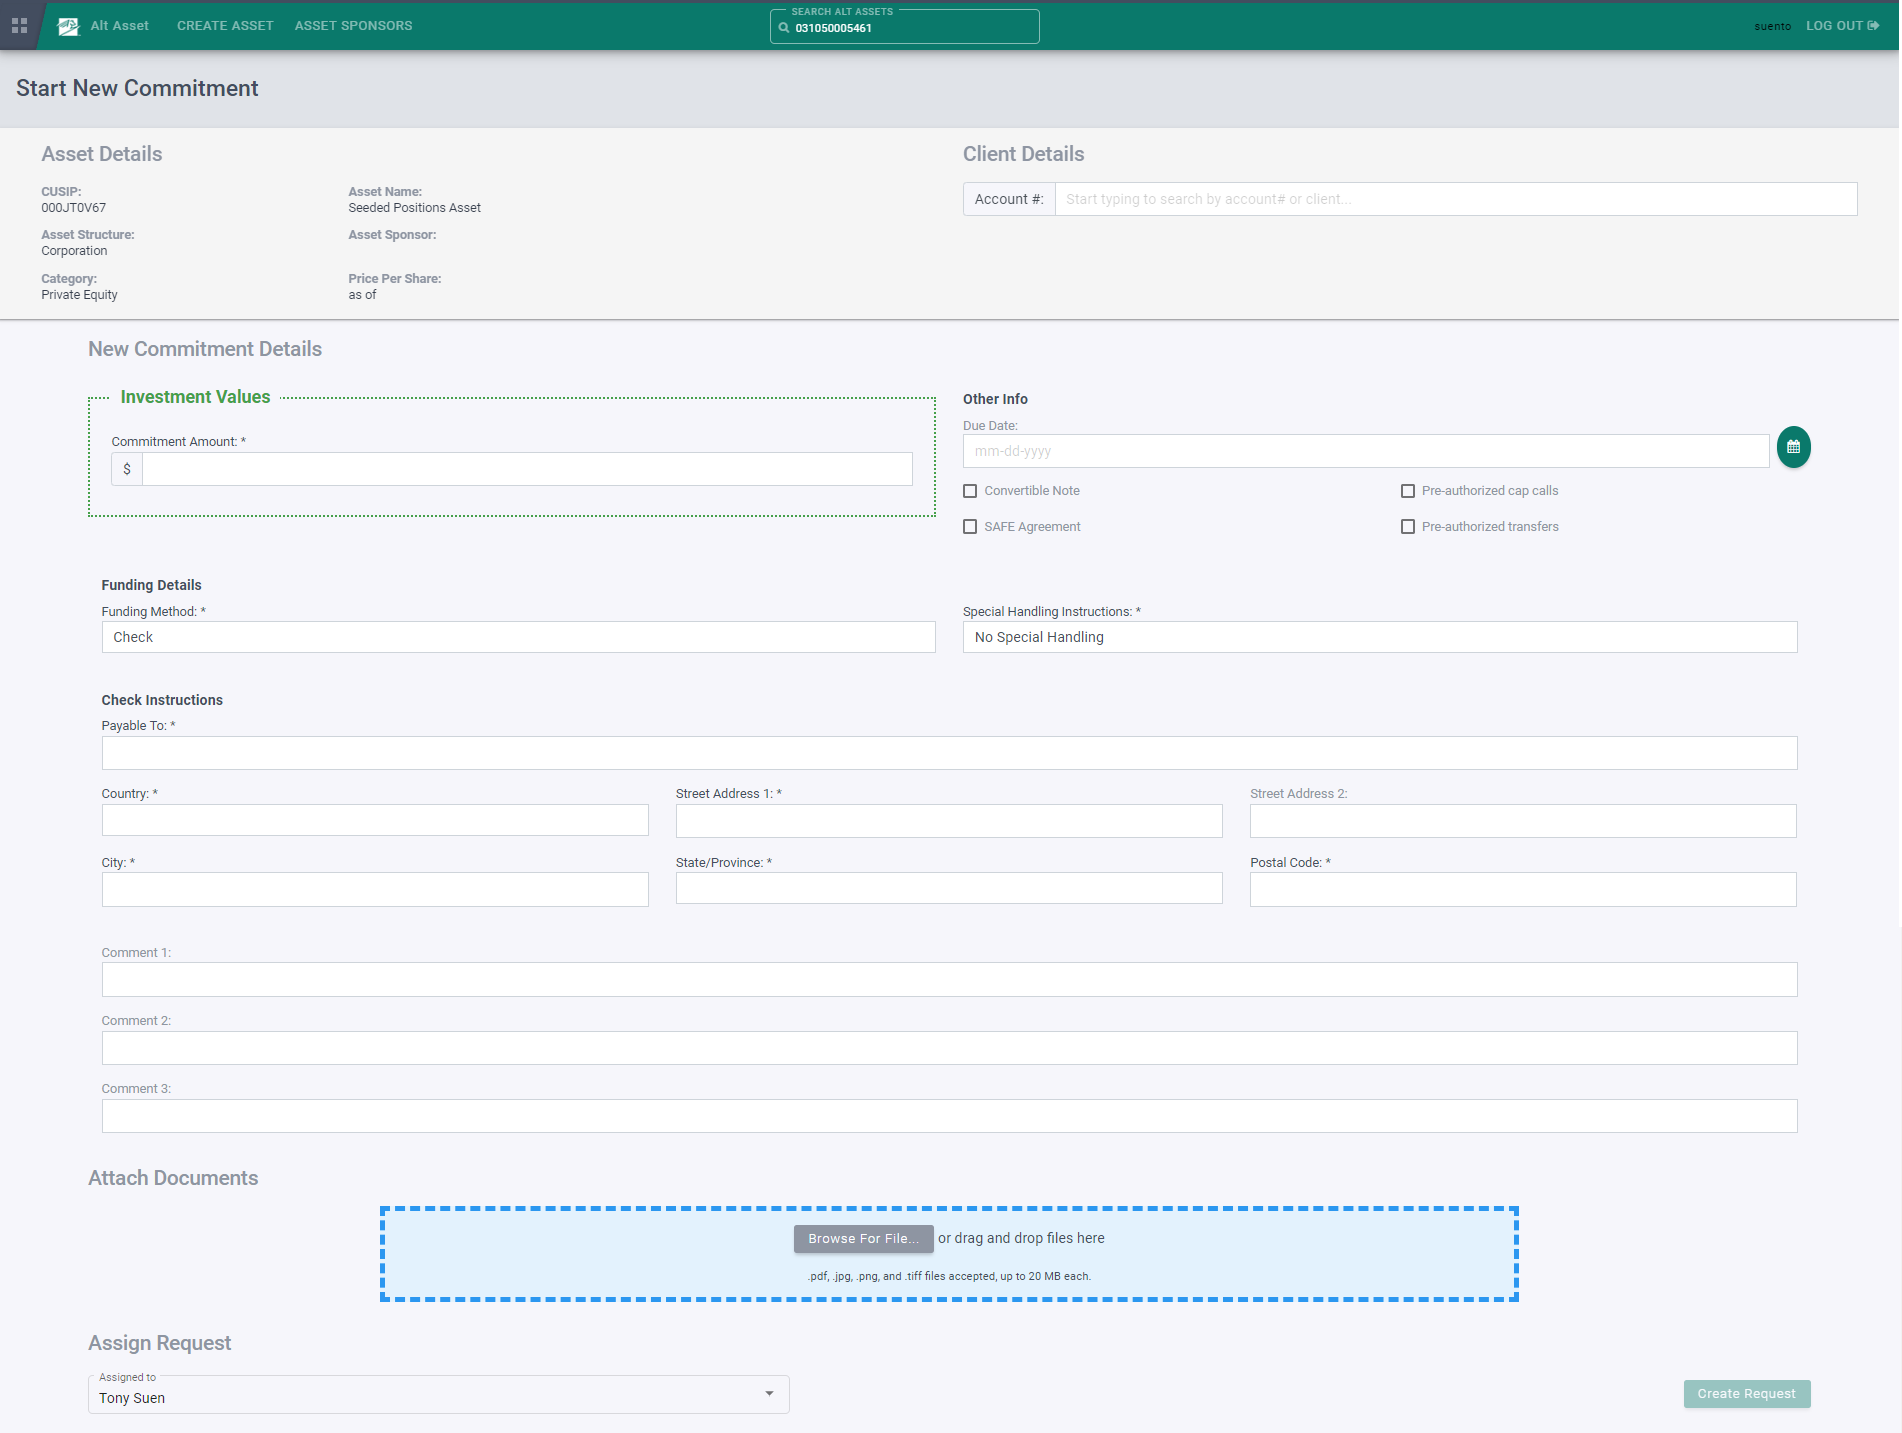 Alt Asset CREATE ASSET ASSET SPONSORS SEARCH ALT ASSETS 031050005461 suento LOG OUT
Start New Commitment
Asset Details
CUSIP: Asset Name:
000JT0V67 Seeded Positions Asset
Asset Structure: Asset Sponsor:
Corporation
Category: Price Per Share:
Private Equity as of
Client Details
Account #: Start typing to search by account# or client...
New Commitment Details
Investment Values
Commitment Amount: *
$
Other Info
Due Date:
mm-dd-yyyy
Convertible Note Pre-authorized cap calls
SAFE Agreement Pre-authorized transfers
Funding Details
Funding Method: * Special Handling Instructions: *
Check No Special Handling
Check Instructions
Payable To: *
Country: * Street Address 1: * Street Address 2:
City: * State/Province: * Postal Code: *
Comment 1:
Comment 2:
Comment 3:
Attach Documents
Browse For File... or drag and drop files here
.pdf, .jpg, .png, and .tiff files accepted, up to 20 MB each.
Assign Request
Assigned to
Tony Suen
Create Request